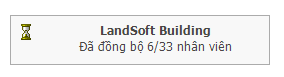 LandSoft Building
Đã đồng bộ 6/33 nhân viên